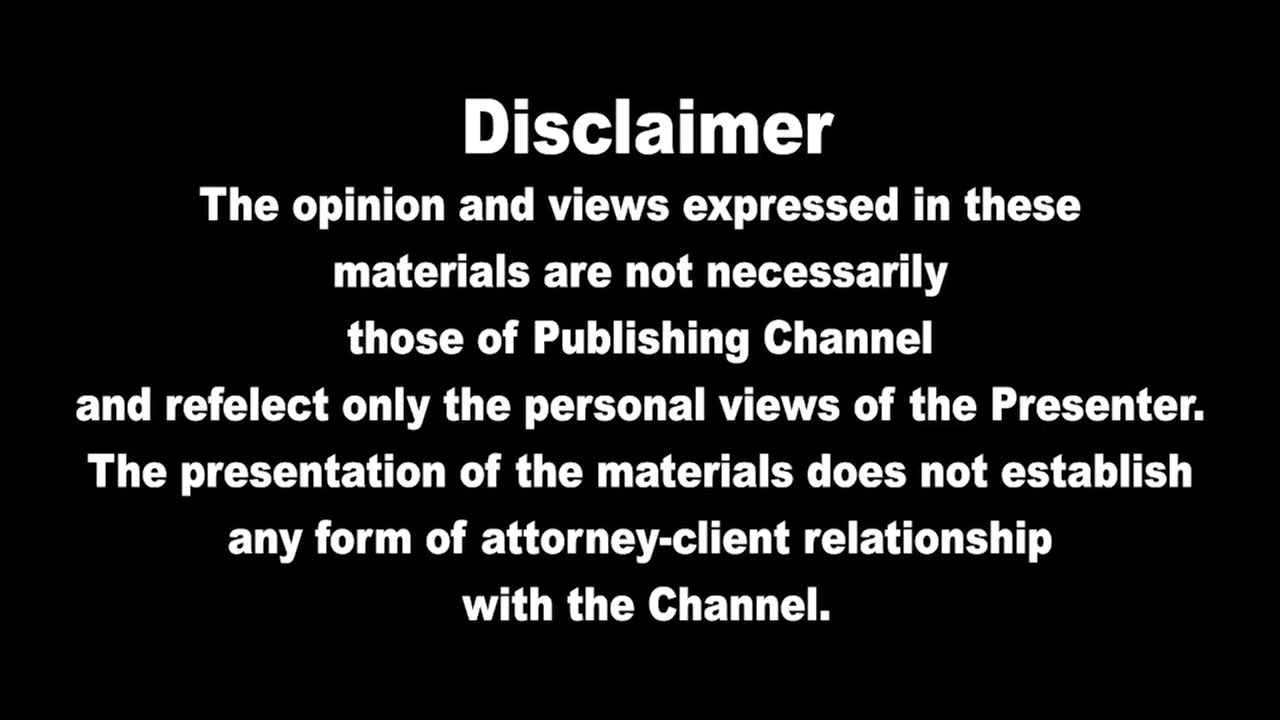 Disclaimer
The opinion and views expressed in these
materials are not necessarily
those of Publishing Channel
and refelect only the personal views of the Presenter.
The presentation of the materials does not establish
any form of attorney-client relationship
with the Channel.